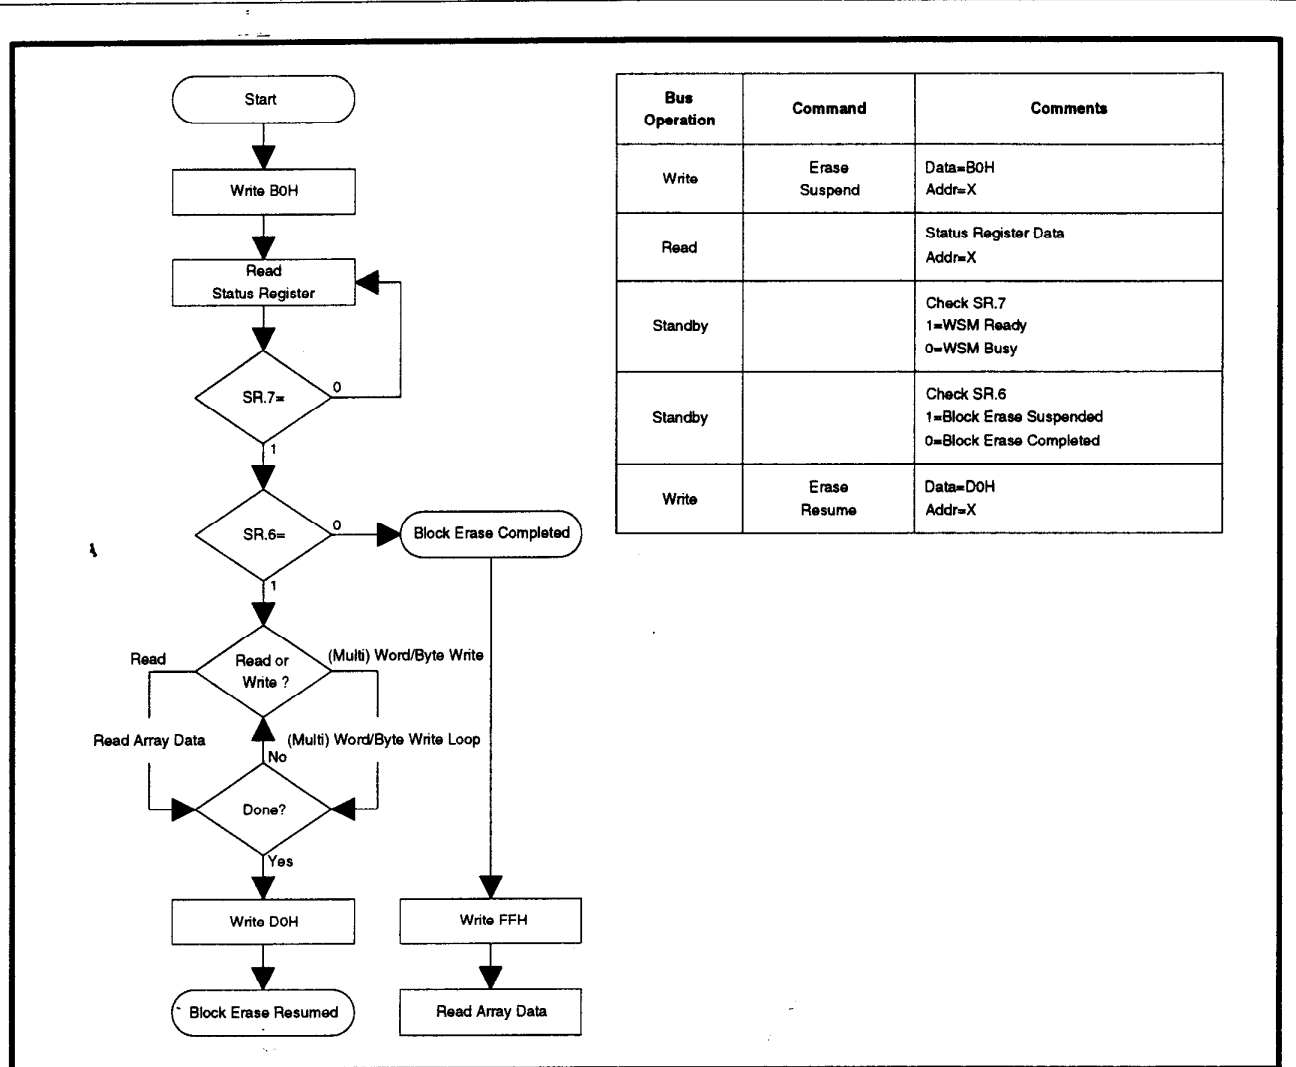 Start
Write B0H
Read
Status Register
SR.7=
0
1
SR.6=
0
Block Erase Completed
1
Read
Read or
Write ?
(Multi) Word/Byte Write
Read Array Data
(Multi) Word/Byte Write Loop
No
Done?
Yes
Write D0H
Write FFH
Block Erase Resumed
Read Array Data
Bus
Operation
Command
Comments
Write
Erase
Suspend
Data=B0H
Addr=X
Read
Status Register Data
Addr=X
Standby
Check SR.7
1=WSM Ready
0=WSM Busy
Standby
Check SR.6
1=Block Erase Suspended
0=Block Erase Completed
Write
Erase
Resume
Data=D0H
Addr=X